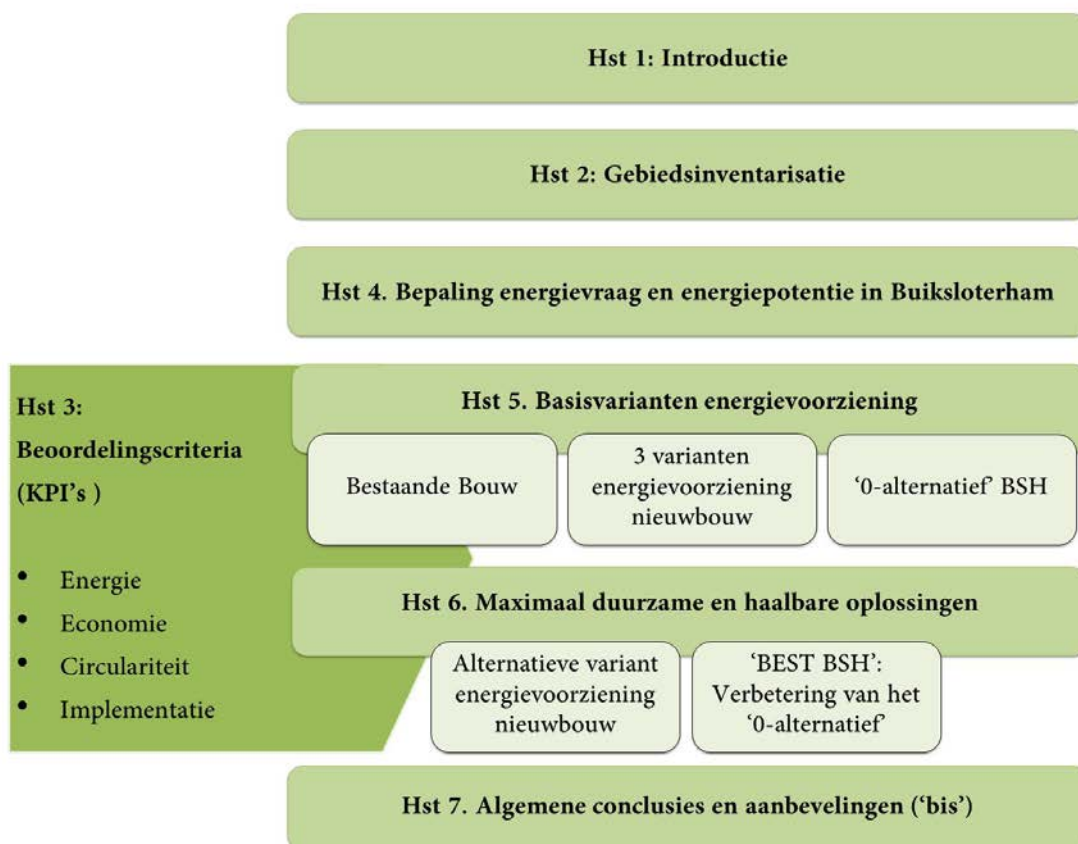 Hst 1: Introductie
Hst 2: Gebiedsinventarisatie
Hst 4. Bepaling energievraag en energiepotentie in Buiksloterham
Hst 3:
Beoordelingscriteria
(KPI's )
• Energie
• Economie
• Circulariteit
• Implementatie
Hst 5. Basisvarianten energievoorziening
Bestaande Bouw
3 varianten
energievoorziening
nieuwbouw
‘0-alternatief’ BSH
Hst 6. Maximaal duurzame en haalbare oplossingen
Alternatieve variant
energievoorziening
nieuwbouw
‘BEST BSH’:
Verbetering van het
‘0-alternatief’
Hst 7. Algemene conclusies en aanbevelingen (‘bis’)